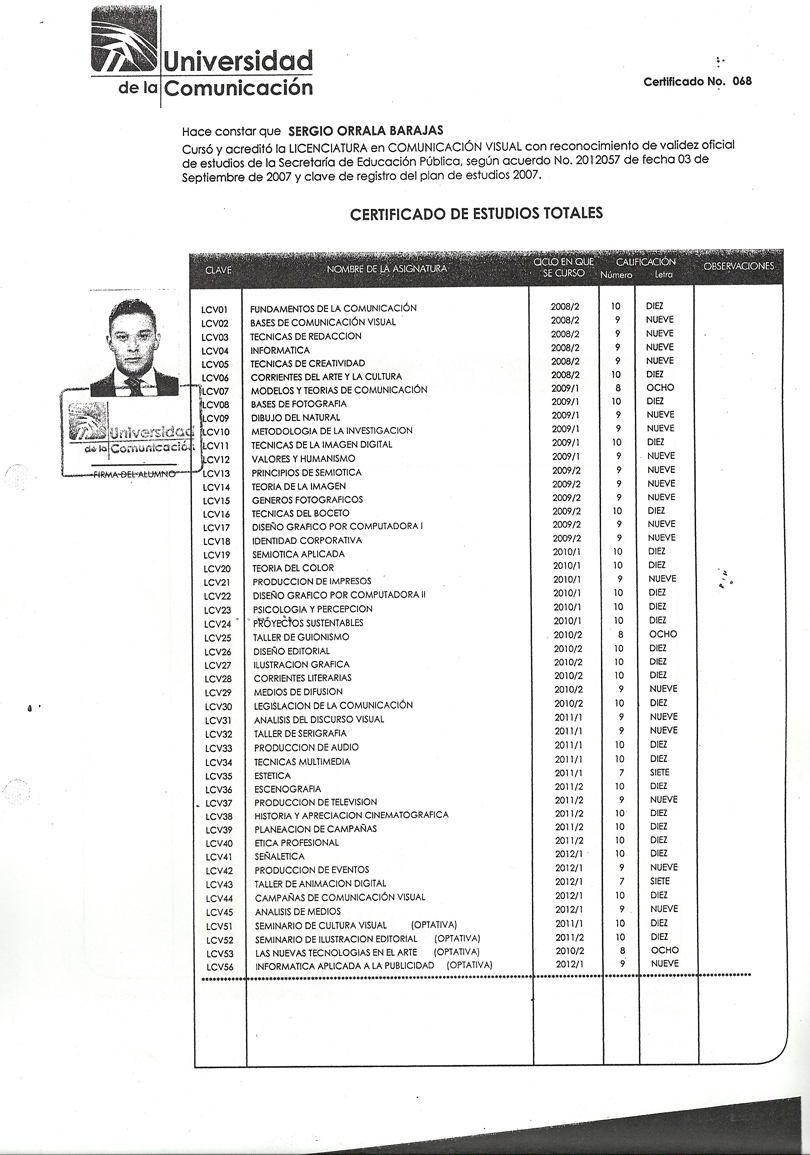 Universidad
de la Comunicación
Certificado No. 068
Hace constar que SERGIO ORRALA BARAJAS
Cursó y acreditó la LICENCIATURA en COMUNICACIÓN VISUAL con reconocimiento de validez oficial
de estudios de la Secretaría de Educación Pública, según acuerdo No. 2012057 de fecha 03 de
Septiembre de 2007 y clave de registro del plan de estudios 2007.
CERTIFICADO DE ESTUDIOS TOTALES
CLAVE NOMBRE DE LA ASIGNATURA CICLO EN QUE SE CURSO CALIFICACIÓN Número Letra OBSERVACIONES
LCV01 FUNDAMENTOS DE LA COMUNICACIÓN 2008/2 10 DIEZ
LCV02 BASES DE COMUNICACIÓN VISUAL 2008/2 9 NUEVE
LCV03 TECNICAS DE REDACCION 2008/2 9 NUEVE
LCV04 INFORMATICA 2008/2 9 NUEVE
LCV05 TECNICAS DE CREATIVIDAD 2008/2 9 NUEVE
LCV06 CORRIENTES DEL ARTE Y LA CULTURA 2008/2 10 DIEZ
LCV07 MODELOS Y TEORIAS DE COMUNICACIÓN 2009/1 8 OCHO
LCV08 BASES DE FOTOGRAFIA 2009/1 10 DIEZ
LCV09 DIBUJO DEL NATURAL 2009/1 9 NUEVE
LCV10 METODOLOGIA DE LA INVESTIGACION 2009/1 9 NUEVE
LCV11 TECNICAS DE LA IMAGEN DIGITAL 2009/1 10 DIEZ
LCV12 VALORES Y HUMANISMO 2009/1 9 NUEVE
LCV13 PRINCIPIOS DE SEMIOTICA 2009/2 9 NUEVE
LCV14 TEORIA DE LA IMAGEN 2009/2 9 NUEVE
LCV15 GENEROS FOTOGRAFICOS 2009/2 9 NUEVE
LCV16 TECNICAS DEL BOCETO 2009/2 10 DIEZ
LCV17 DISEÑO GRAFICO POR COMPUTADORA I 2009/2 9 NUEVE
LCV18 IDENTIDAD CORPORATIVA 2009/2 9 NUEVE
LCV19 SEMIOTICA APLICADA 2010/1 10 DIEZ
LCV20 TEORIA DEL COLOR 2010/1 10 DIEZ
LCV21 PRODUCCION DE IMPRESOS 2010/1 9 NUEVE
LCV22 DISEÑO GRAFICO POR COMPUTADORA II 2010/1 10 DIEZ
LCV23 PSICOLOGIA Y PERCEPCION 2010/1 10 DIEZ
LCV24 PROYECTOS SUSTENTABLES 2010/1 10 DIEZ
LCV25 TALLER DE GUIONISMO 2010/2 8 OCHO
LCV26 DISEÑO EDITORIAL 2010/2 10 DIEZ
LCV27 ILUSTRACION GRAFICA 2010/2 10 DIEZ
LCV28 CORRIENTES LITERARIAS 2010/2 10 DIEZ
LCV29 MEDIOS DE DIFUSION 2010/2 9 NUEVE
LCV30 LEGISLACION DE LA COMUNICACIÓN 2010/2 10 DIEZ
LCV31 ANALISIS DEL DISCURSO VISUAL 2011/1 9 NUEVE
LCV32 TALLER DE SERIGRAFIA 2011/1 9 NUEVE
LCV33 PRODUCCION DE AUDIO 2011/1 10 DIEZ
LCV34 TECNICAS MULTIMEDIA 2011/1 10 DIEZ
LCV35 ESTETICA 2011/1 7 SIETE
LCV36 ESCENOGRAFIA 2011/2 10 DIEZ
LCV37 PRODUCCION DE TELEVISION 2011/2 9 NUEVE
LCV38 HISTORIA Y APRECIACION CINEMATOGRAFICA 2011/2 10 DIEZ
LCV39 PLANEACION DE CAMPAÑAS 2011/2 10 DIEZ
LCV40 ETICA PROFESIONAL 2011/2 10 DIEZ
LCV41 SEÑALETICA 2012/1 10 DIEZ
LCV42 PRODUCCION DE EVENTOS 2012/1 9 NUEVE
LCV43 TALLER DE ANIMACION DIGITAL 2012/1 7 SIETE
LCV44 CAMPAÑAS DE COMUNICACIÓN VISUAL 2012/1 10 DIEZ
LCV45 ANALISIS DE MEDIOS 2012/1 9 NUEVE
LCV51 SEMINARIO DE CULTURA VISUAL (OPTATIVA) 2011/1 10 DIEZ
LCV52 SEMINARIO DE ILUSTRACION EDITORIAL (OPTATIVA) 2011/2 10 DIEZ
LCV53 LAS NUEVAS TECNOLOGIAS EN EL ARTE (OPTATIVA) 2010/2 8 OCHO
LCV56 INFORMATICA APLICADA A LA PUBLICIDAD (OPTATIVA) 2012/1 9 NUEVE
Universidad
de la Comunicación
FIRMA DEL ALUMNO